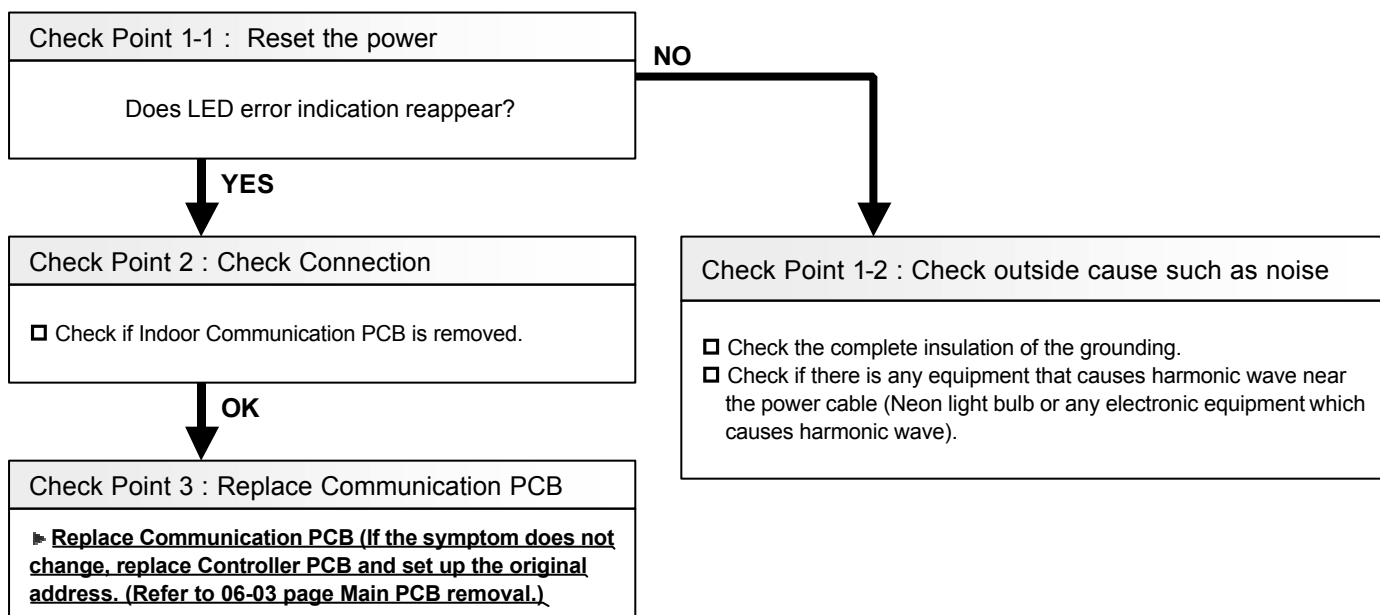 Check Point 1-1 :  Reset the power
Does LED error indication reappear?
NO
YES
Check Point 2 : Check Connection
☐ Check if Indoor Communication PCB is removed.
OK
Check Point 3 : Replace Communication PCB
▶ Replace Communication PCB (If the symptom does not
change, replace Controller PCB and set up the original
address. (Refer to 06-03 page Main PCB removal.)
Check Point 1-2 : Check outside cause such as noise
☐ Check the complete insulation of the grounding.
☐ Check if there is any equipment that causes harmonic wave near
the power cable (Neon light bulb or any electronic equipment which
causes harmonic wave).